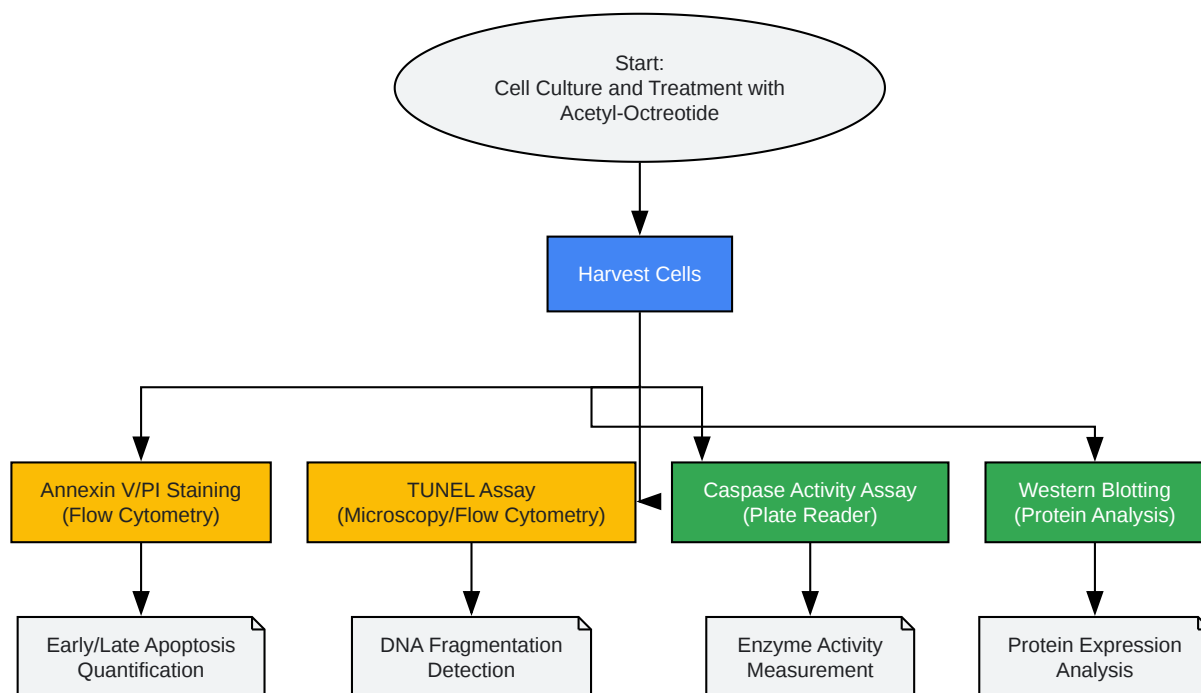 Start:
Cell Culture and Treatment with
Acetyl-Octreotide
Harvest Cells
Annexin V/PI Staining
(Flow Cytometry)
TUNEL Assay
(Microscopy/Flow Cytometry)
Caspase Activity Assay
(Plate Reader)
Western Blotting
(Protein Analysis)
Early/Late Apoptosis
Quantification
DNA Fragmentation
Detection
Enzyme Activity
Measurement
Protein Expression
Analysis